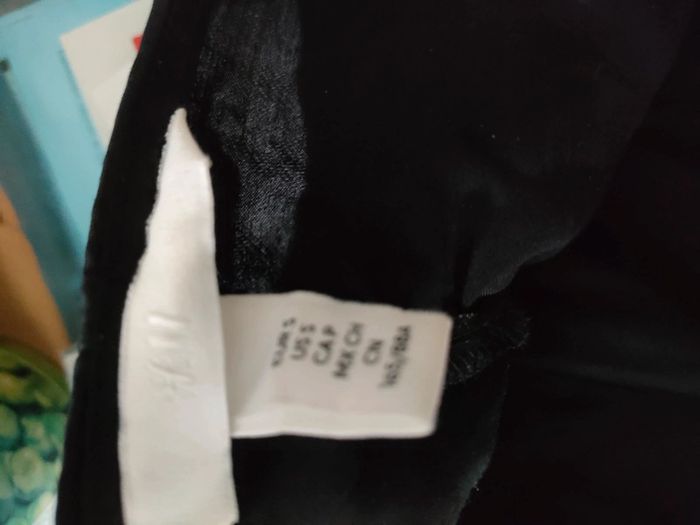 EUR S
US S
CA P
MX CH
CN
165/88A